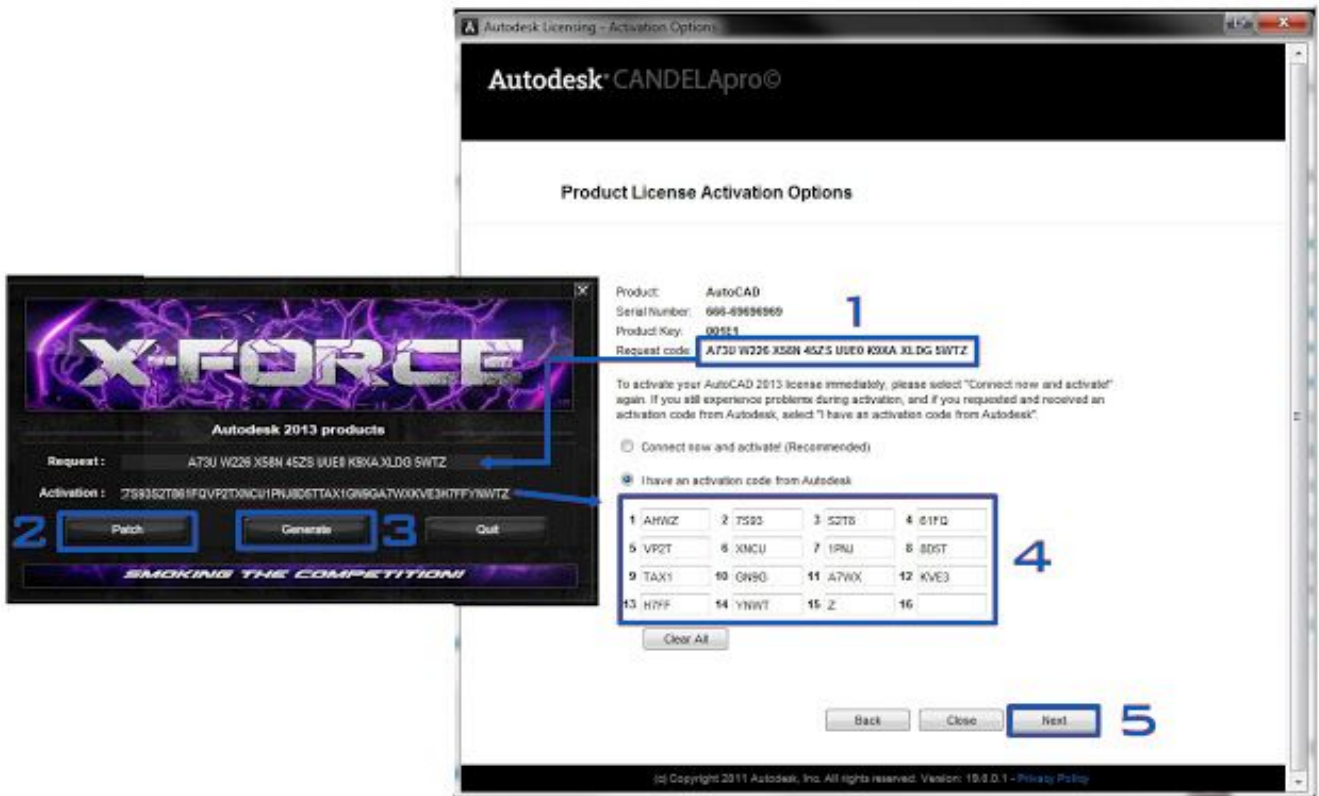 Autodesk Licensing - Activation Options
Autodesk CANDELApro©
Product License Activation Options
Product: AutoCAD
Serial Number: 666-69696969
Product Key: 001E1
Request code: A73U W226 X58N 45ZS UUE0 K9XA XLDG 5WTZ
1
To activate your AutoCAD 2013 license immediately, please select "Connect now and activate!"
again. If you still experience problems during activation, and if you requested and received an
activation code from Autodesk, select "I have an activation code from Autodesk".
Connect now and activate! (Recommended)
I have an activation code from Autodesk
1 AHWZ 2 7S93 3 S2T8 4 61FQ
5 VP2T 6 XNCU 7 1PNJ 8 8DST
9 TAX1 10 GN9G 11 A7WX 12 KVE3
13 H7FF 14 YNWT 15 Z 16
4
Clear All
Back Close Next
5
(c) Copyright 2011 Autodesk, Inc. All rights reserved. Version: 19.0.0.1 - Privacy Policy
X-FORCE
Autodesk 2013 products
Request : A73U W226 X58N 45ZS UUE0 K9XA XLDG 5WTZ
Activation :
2 Patch Generate 3 Quit
SMOKING THE COMPETITION!